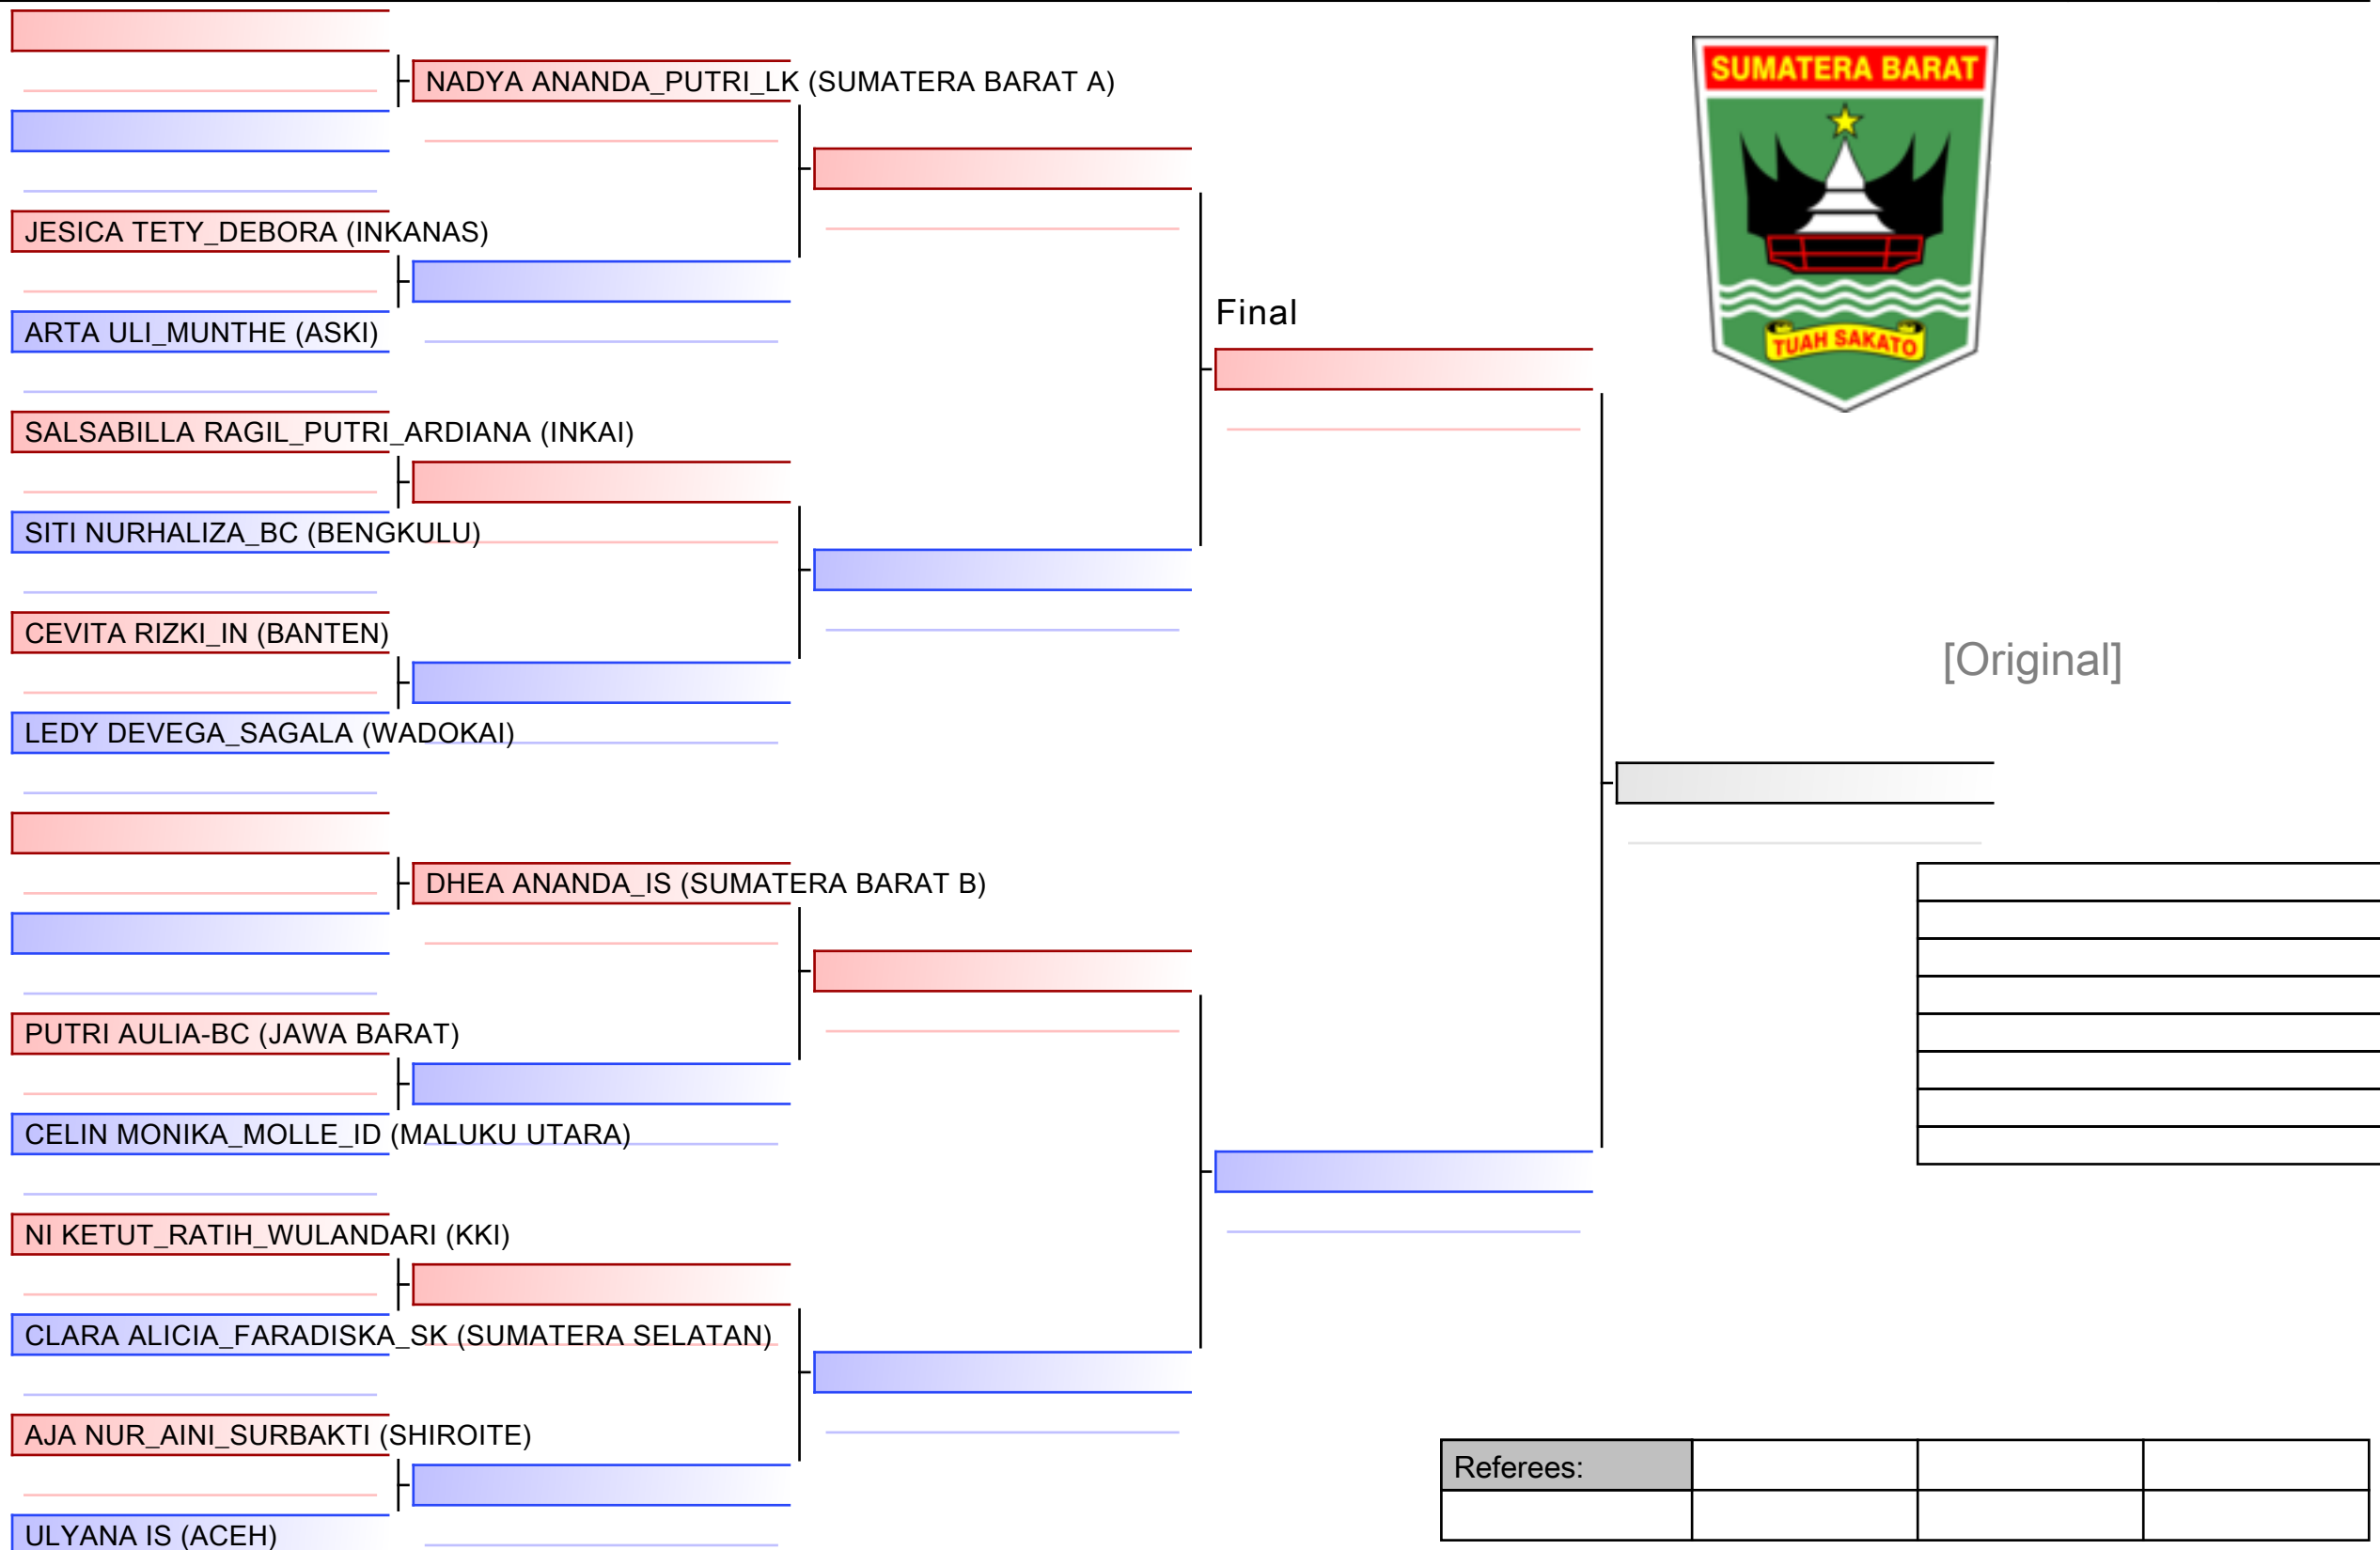 SUMATERA BARAT
NADYA ANANDA_PUTRI_LK (SUMATERA BARAT A)
JESICA TETY_DEBORA (INKANAS)
Final
ARTA ULI_MUNTHE (ASKI)
TUAH SAKATO
SALSABILLA RAGIL_PUTRI_ARDIANA (INKAI)
SITI NURHALIZA_BC (BENGKULU)
CEVITA RIZKI_IN (BANTEN)
[Original]
LEDY DEVEGA_SAGALA (WADOKAI)
DHEA ANANDA_IS (SUMATERA BARAT B)
PUTRI AULIA-BC (JAWA BARAT)
CELIN MONIKA_MOLLE_ID (MALUKU UTARA)
NI KETUT_RATIH_WULANDARI (KKI)
CLARA ALICIA_FARADISKA_SK (SUMATERA SELATAN)
AJA NUR_AINI_SURBAKTI (SHIROITE)
Referees:
ULYANA IS (ACEH)